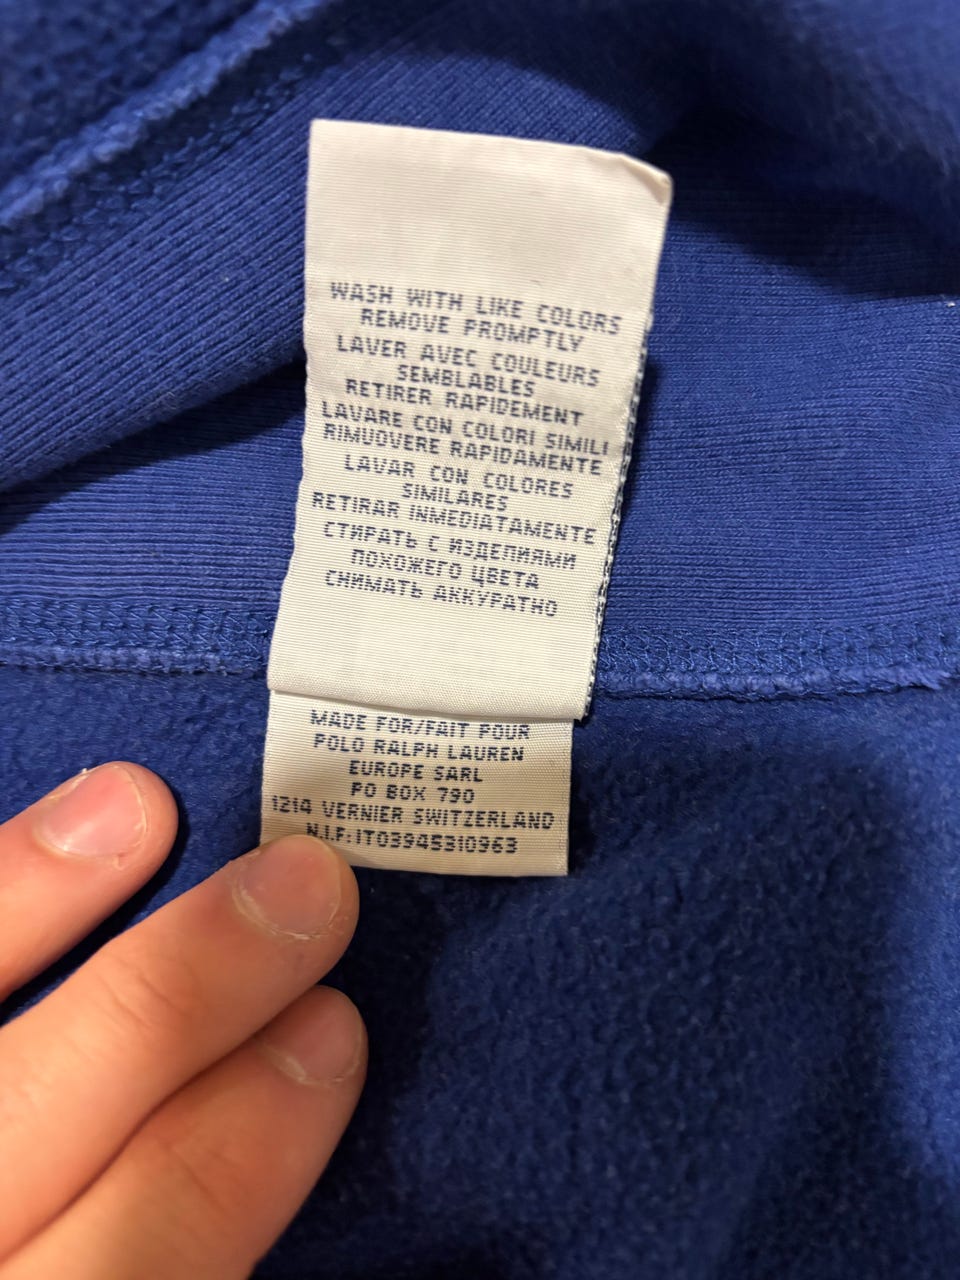 WASH WITH LIKE COLORS
REMOVE PROMPTLY
LAVER AVEC COULEURS
SEMBLABLES
RETIRER RAPIDEMENT
LAVARE CON COLORI SIMILI
RIMUOVERE RAPIDAMENTE
LAVAR CON COLORES
SIMILARES
RETIRAR INMEDIATAMENTE
СТИРАТЬ С ИЗДЕПИЯМИ
ПОХОЖЕГО ЦВЕТА
СНИМАТЬ АККУРАТНО
MADE FOR/FAIT POUR
POLO RALPH LAUREN
EUROPE SARL
PO BOX 790
1214 VERNIER SWITZERLAND
N.I.F:IT03945310963